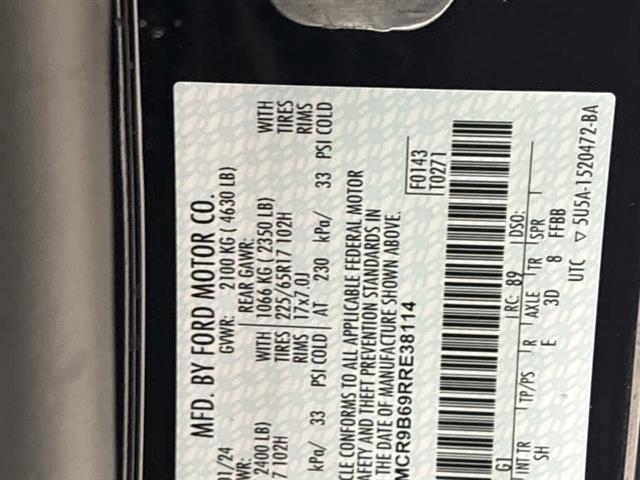 MFD. BY FORD MOTOR CO.
01/24 GVWR: 2100 KG ( 4630 LB)
REAR GAWR:
2400 LB) WITH 1066 KG ( 2350 LB) WITH
7 102H TIRES 225/65R17 102H TIRES
RIMS 17x7.0J RIMS
kPa/ 33 PSI COLD AT 230 kPa/ 33 PSI COLD
CLE CONFORMS TO ALL APPLICABLE FEDERAL MOTOR
AFETY AND THEFT PREVENTION STANDARDS IN
THE DATE OF MANUFACTURE SHOWN ABOVE.
F0143
T0271
MCR9B69RRE38114
G1 RC: 89 DSO:
INT TR TP/PS R AXLE TR SPR
SH E 3D 8 FFBB
UTC ▽ 5U5A-1520472-BA